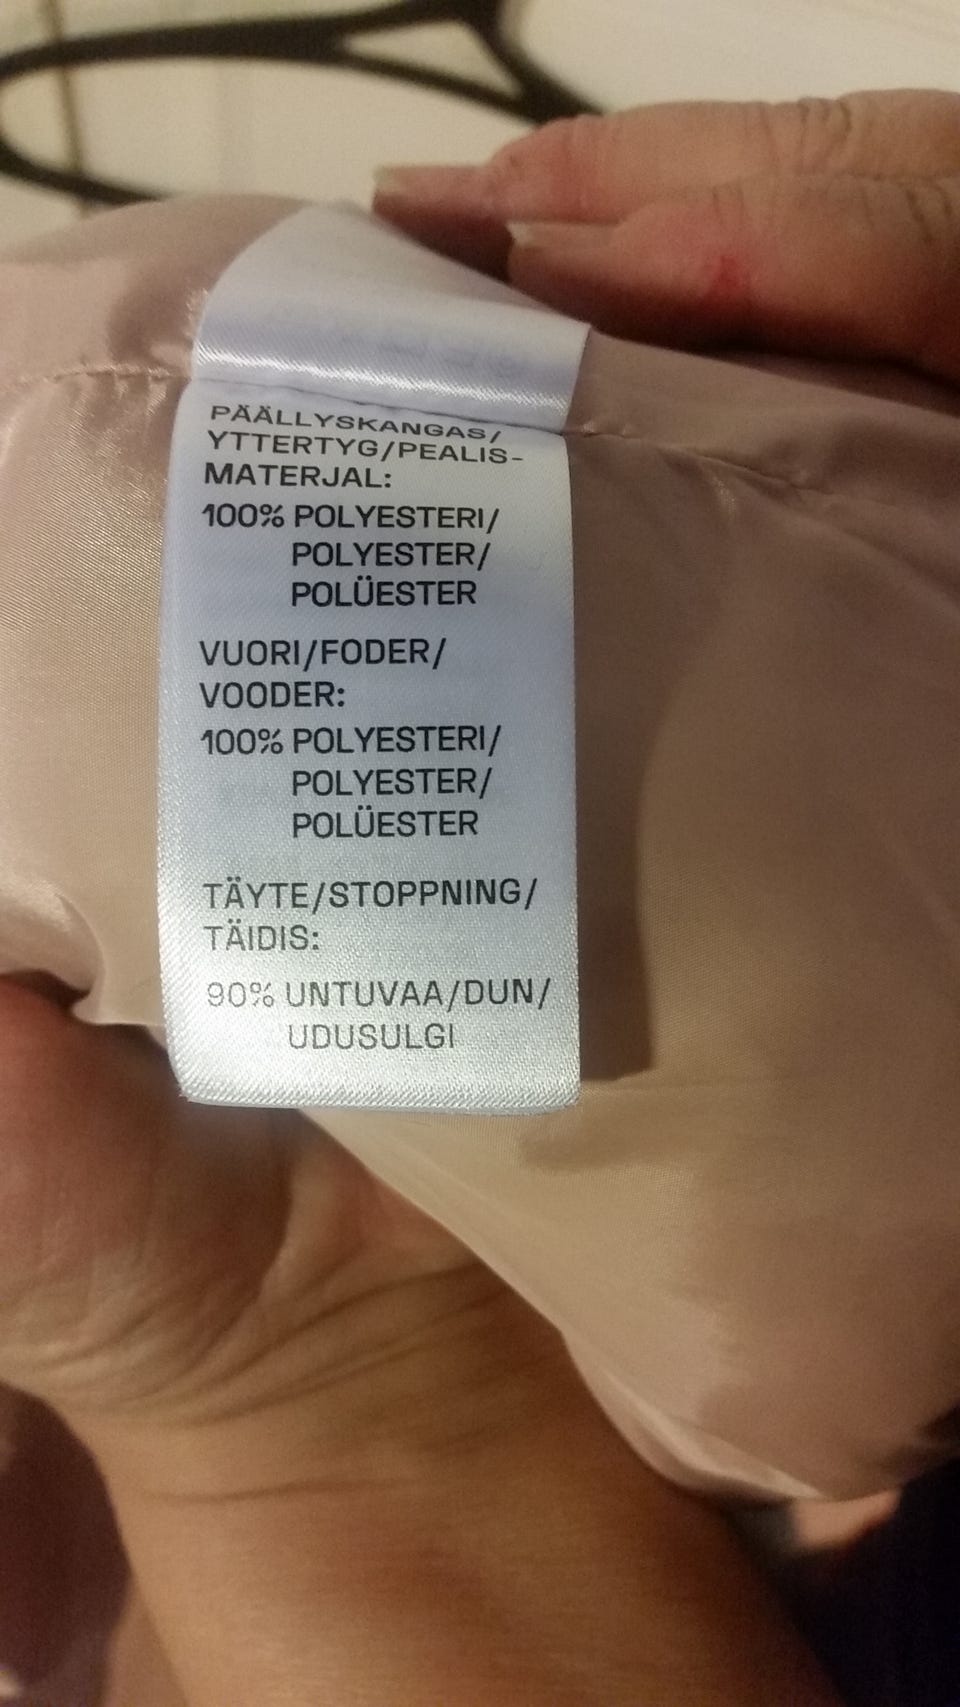 PÄÄLLYSKANGAS/
YTTERTYG/PEALIS-
MATERJAL:
100% POLYESTERI/
POLYESTER/
POLÜESTER
VUORI/FODER/
VOODER:
100% POLYESTERI/
POLYESTER/
POLÜESTER
TÄYTE/STOPPNING/
TÄIDIS:
90% UNTUVAA/DUN/
UDUSULGI